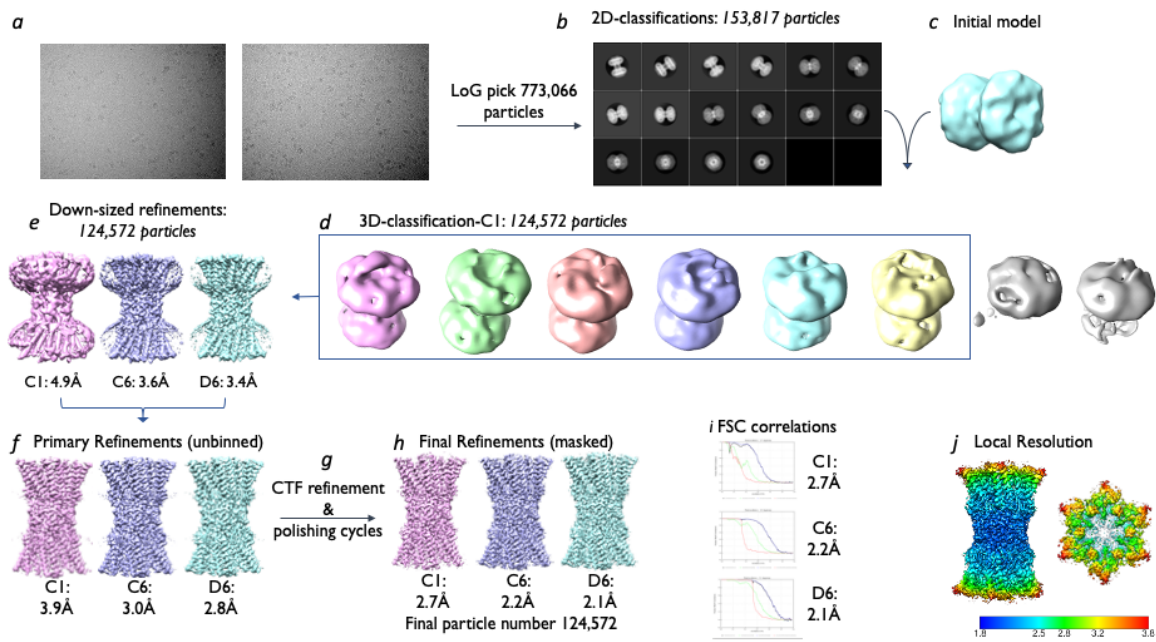 a
b 2D-classifications: 153,817 particles
c Initial model
LoG pick 773,066
particles
e Down-sized refinements:
124,572 particles
d 3D-classification-C1: 124,572 particles
C1: 4.9Å
C6: 3.6Å
D6: 3.4Å
f Primary Refinements (unbinned)
g
CTF refinement
&
polishing cycles
h Final Refinements (masked)
i FSC correlations
j Local Resolution
C1:
3.9Å
C6:
3.0Å
D6:
2.8Å
C1:
2.7Å
C6:
2.2Å
D6:
2.1Å
Final particle number 124,572
C1:
2.7Å
C6:
2.2Å
D6:
2.1Å
1.8 2.5 2.8 3.2 3.8